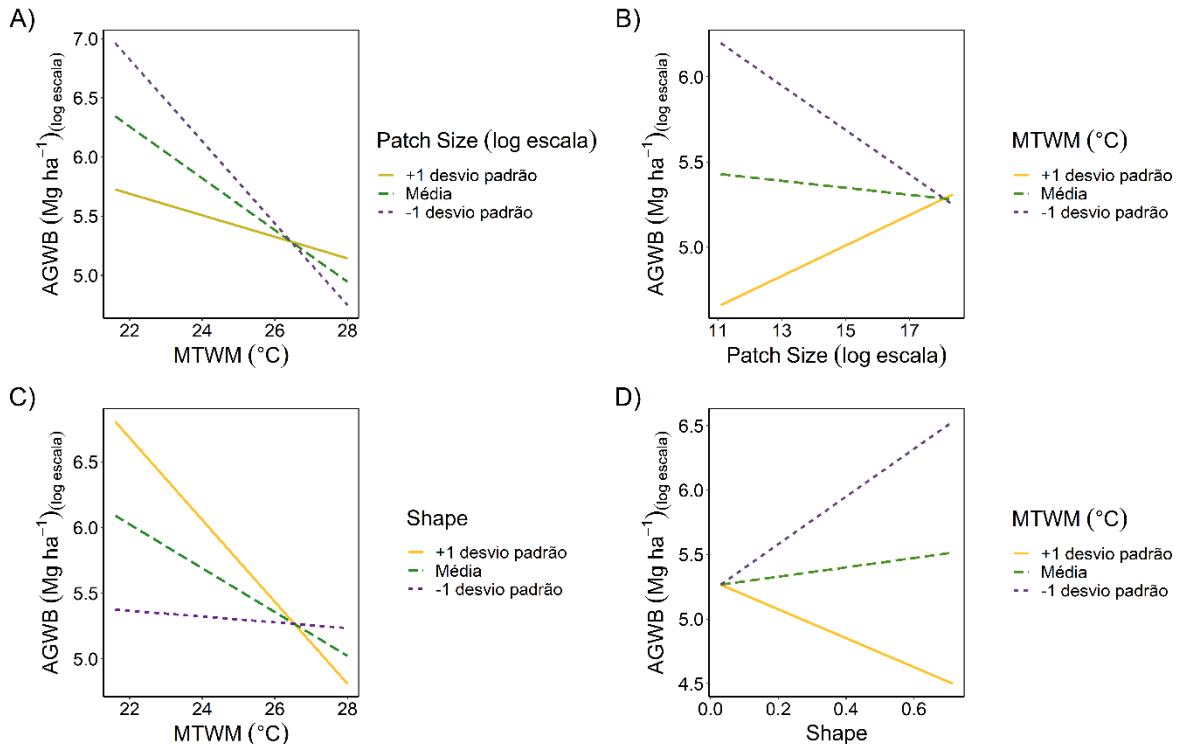 A)
AGWB (Mg ha⁻¹)(log escala)
7.0
6.5
6.0
5.5
5.0
22
24
26
28
MTWM (°C)
Patch Size (log escala)
+1 desvio padrão
Média
-1 desvio padrão
B)
AGWB (Mg ha⁻¹)(log escala)
6.0
5.5
5.0
11
13
15
17
Patch Size (log escala)
MTWM (°C)
+1 desvio padrão
Média
-1 desvio padrão
C)
AGWB (Mg ha⁻¹)(log escala)
6.5
6.0
5.5
5.0
22
24
26
28
MTWM (°C)
Shape
+1 desvio padrão
Média
-1 desvio padrão
D)
AGWB (Mg ha⁻¹)(log escala)
6.5
6.0
5.5
5.0
4.5
0.0
0.2
0.4
0.6
Shape
MTWM (°C)
+1 desvio padrão
Média
-1 desvio padrão